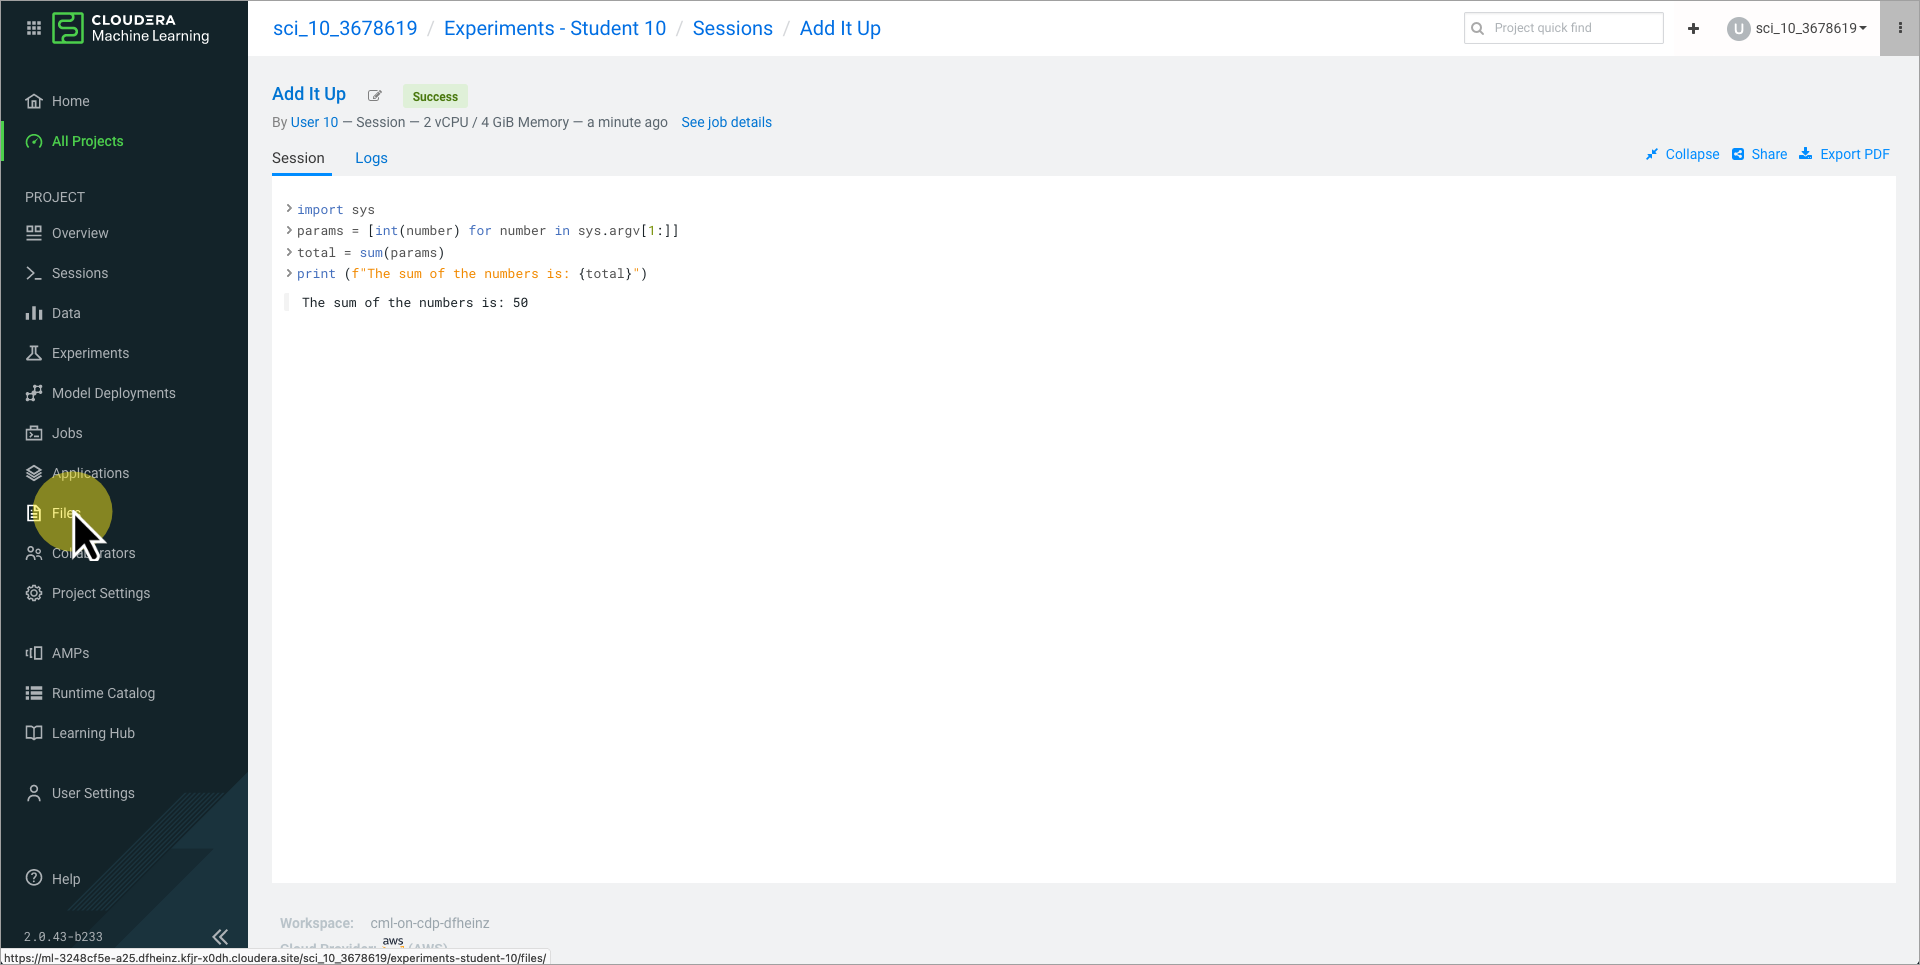 CLOUDERA
Machine Learning
sci_10_3678619 / Experiments - Student 10 / Sessions / Add It Up
Project quick find
U sci_10_3678619
Home
All Projects
PROJECT
Overview
Sessions
Data
Experiments
Model Deployments
Jobs
Applications
Files
Collaborators
Project Settings
AMPs
Runtime Catalog
Learning Hub
User Settings
Help
2.0.43-b233
Add It Up Success
By User 10 — Session — 2 vCPU / 4 GiB Memory — a minute ago See job details
Session Logs
Collapse Share Export PDF
> import sys
> params = [int(number) for number in sys.argv[1:]]
> total = sum(params)
> print (f"The sum of the numbers is: {total}")
The sum of the numbers is: 50
Workspace: cml-on-cdp-dfheinz
Cloud Provider: aws (AWS)
https://ml-3248cf5e-a25.dfheinz.kfjr-x0dh.cloudera.site/sci_10_3678619/experiments-student-10/files/